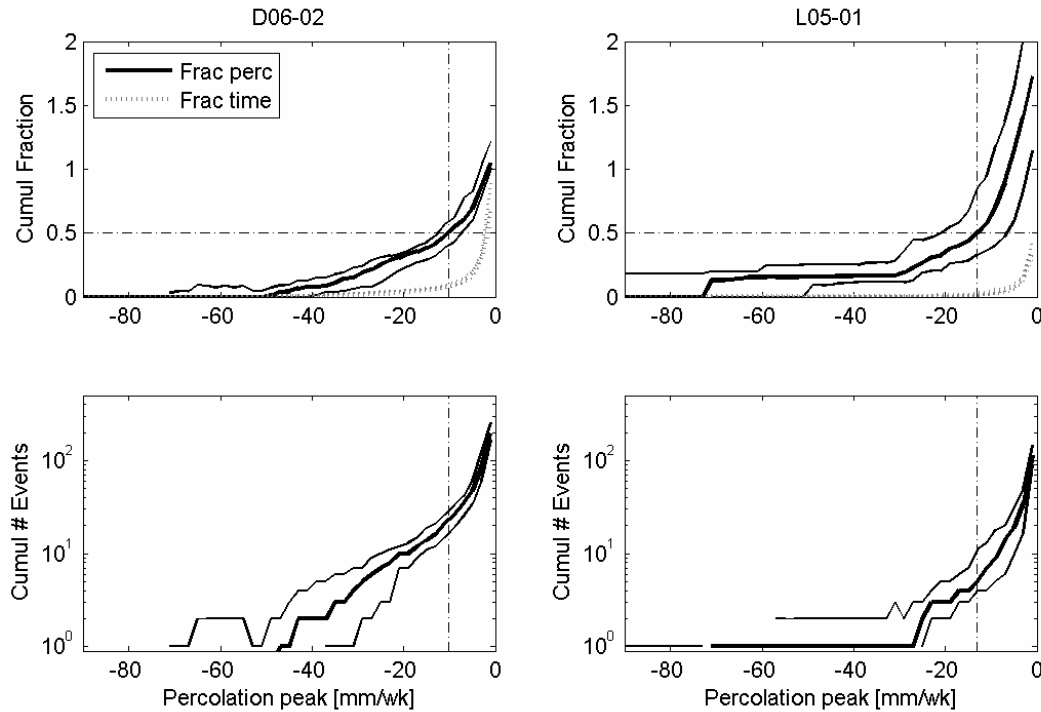 D06-02
L05-01
2
1.5
1
0.5
0
Cumul Fraction
Frac perc
Frac time
-80 -60 -40 -20 0
2
1.5
1
0.5
0
Cumul Fraction
-80 -60 -40 -20 0
10^2
10^1
10^0
Cumul # Events
-80 -60 -40 -20 0
Percolation peak [mm/wk]
10^2
10^1
10^0
Cumul # Events
-80 -60 -40 -20 0
Percolation peak [mm/wk]